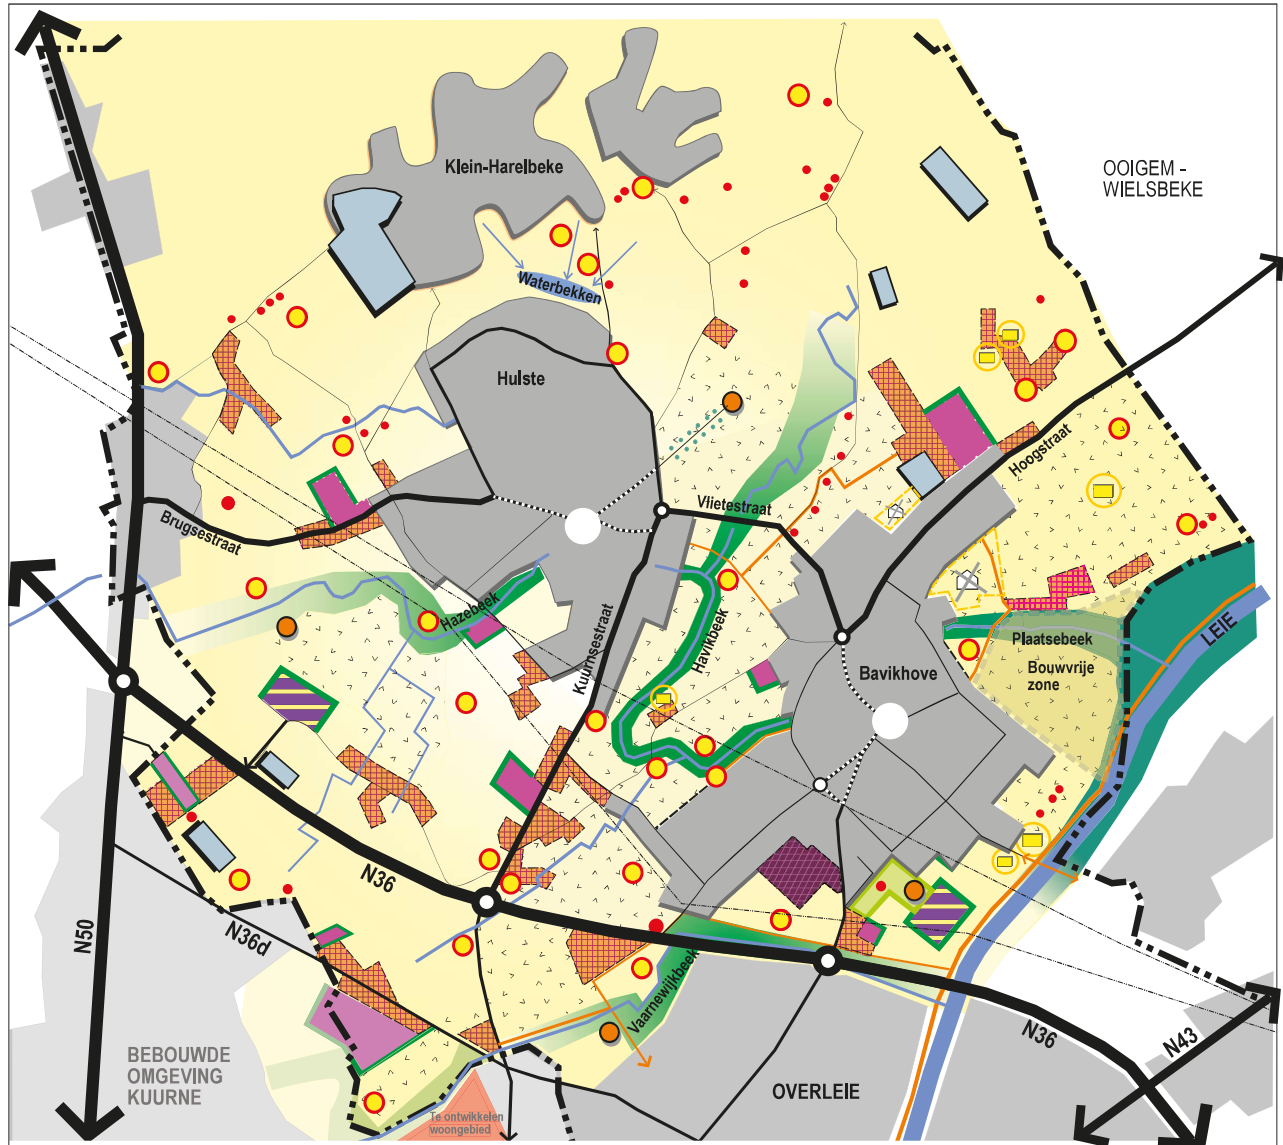 Klein-Harelbeke
OOIGEM -
WIELSBEKE
Waterbekken
Hulste
Hoogstraat
Vlietestraat
Brugsestraat
Hazebeek
Kuurnsestraat
Havikbeek
Plaatsebeek
LEIE
Bouwvrije
zone
Bavikhove
N36
N50
N36d
Vaarnewijkbeek
N36
N43
BEBOUWDE
OMGEVING
KUURNE
OVERLEIE
Te ontwikkelen
woongebied